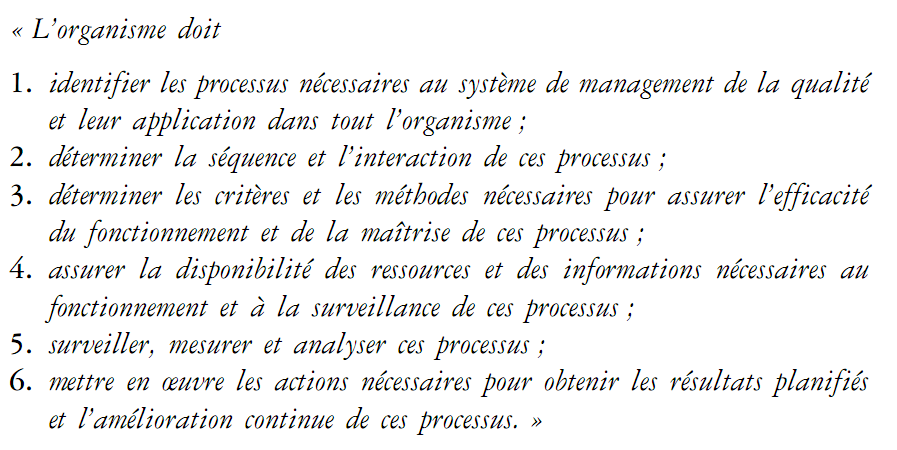 « L'organisme doit
1. identifier les processus nécessaires au système de management de la qualité
et leur application dans tout l'organisme ;
2. déterminer la séquence et l'interaction de ces processus ;
3. déterminer les critères et les méthodes nécessaires pour assurer l'efficacité
du fonctionnement et de la maîtrise de ces processus ;
4. assurer la disponibilité des ressources et des informations nécessaires au
fonctionnement et à la surveillance de ces processus ;
5. surveiller, mesurer et analyser ces processus ;
6. mettre en œuvre les actions nécessaires pour obtenir les résultats planifiés
et l'amélioration continue de ces processus. »